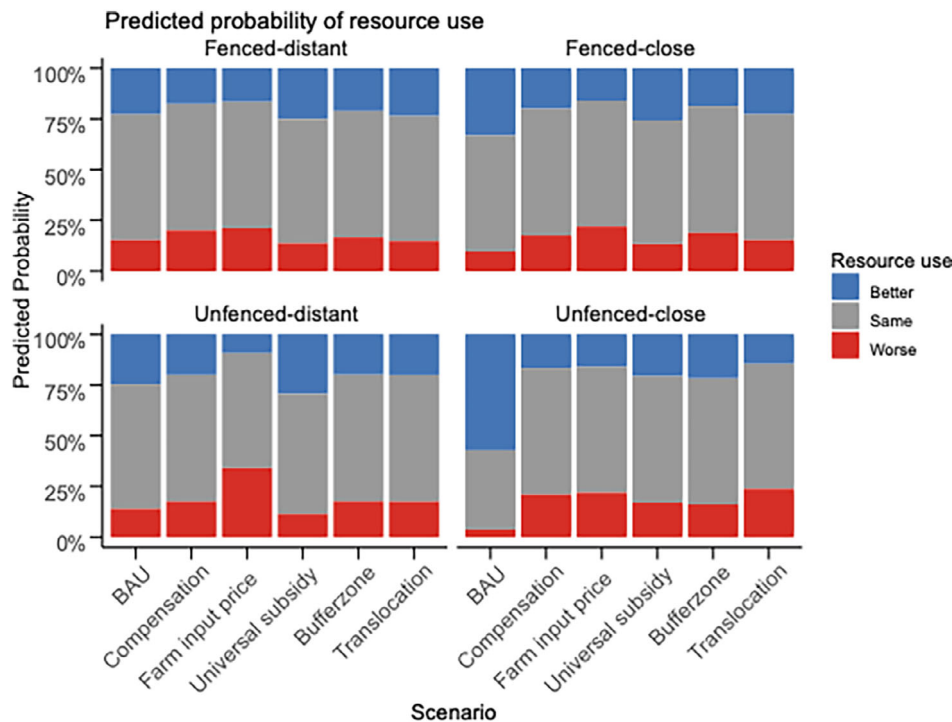 Predicted probability of resource use
Fenced-distant
Fenced-close
100%
75%
50%
25%
0%
Unfenced-distant
Unfenced-close
100%
75%
50%
25%
0%
Predicted Probability
BAU
Compensation
Farm input price
Universal subsidy
Bufferzone
Translocation
BAU
Compensation
Farm input price
Universal subsidy
Bufferzone
Translocation
Scenario
Resource use
Better
Same
Worse